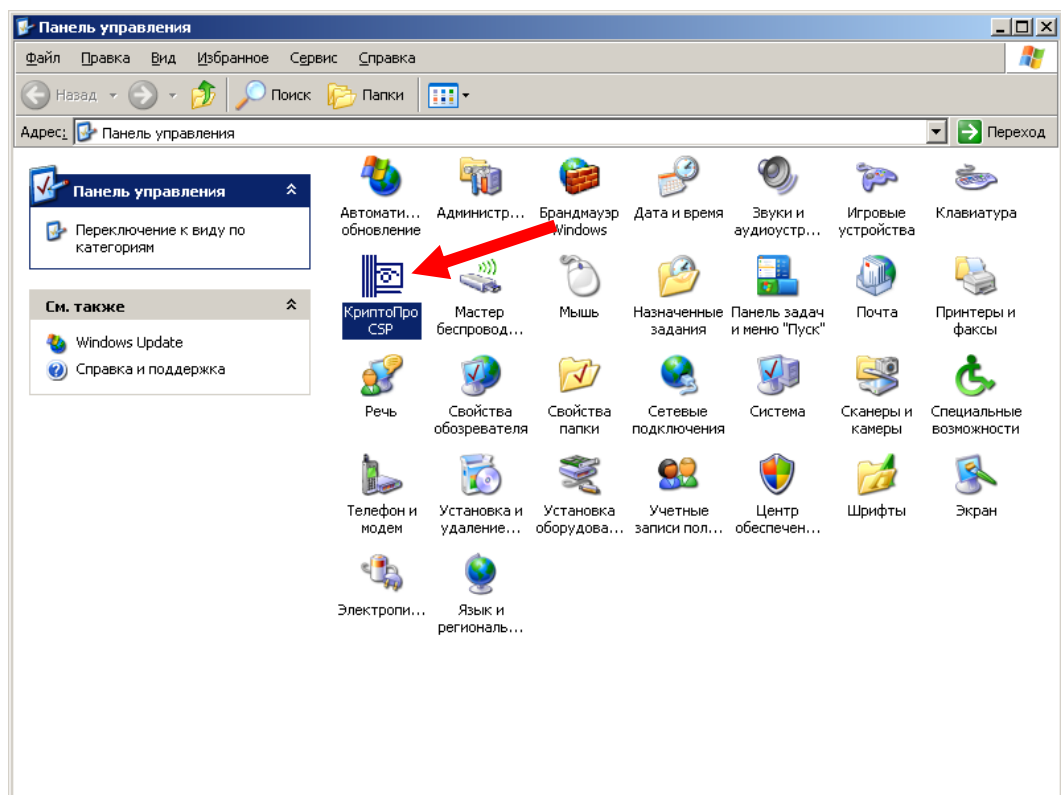 Панель управления
Файл Правка Вид Избранное Сервис Справка
Назад Поиск Папки
Адрес: Панель управления Переход
Панель управления
Переключение к виду по
категориям
См. также
Windows Update
Справка и поддержка
Автомати... Администр... Брандмауэр Дата и время Звуки и Игровые Клавиатура
обновление Windows аудиоустр... устройства
КриптоПро Мастер Мышь Назначенные Панель задач Почта Принтеры и
CSP беспровод... задания и меню "Пуск" факсы
Речь Свойства Свойства Сетевые Система Сканеры и Специальные
обозревателя папки подключения камеры возможности
Телефон и Установка и Установка Учетные Центр Шрифты Экран
модем удаление... оборудова... записи пол... обеспечен...
Электропи... Язык и
региональ...